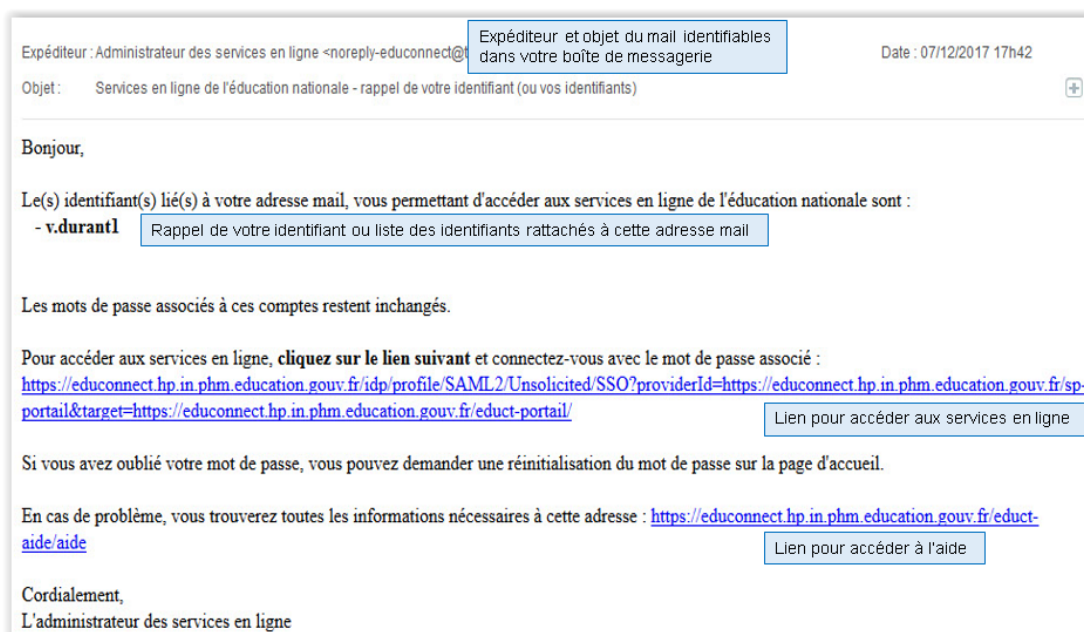 Expéditeur et objet du mail identifiables
dans votre boîte de messagerie
Expéditeur : Administrateur des services en ligne <noreply-educonnect@t
Date : 07/12/2017 17h42
Objet : Services en ligne de l'éducation nationale - rappel de votre identifiant (ou vos identifiants)
Bonjour,
Le(s) identifiant(s) lié(s) à votre adresse mail, vous permettant d'accéder aux services en ligne de l'éducation nationale sont :
- v.durant1
Rappel de votre identifiant ou liste des identifiants rattachés à cette adresse mail
Les mots de passe associés à ces comptes restent inchangés.
Pour accéder aux services en ligne, cliquez sur le lien suivant et connectez-vous avec le mot de passe associé :
https://educonnect.hp.in.phm.education.gouv.fr/idp/profile/SAML2/Unsolicited/SSO?providerId=https://educonnect.hp.in.phm.education.gouv.fr/sp-
portail&target=https://educonnect.hp.in.phm.education.gouv.fr/educt-portail/
Lien pour accéder aux services en ligne
Si vous avez oublié votre mot de passe, vous pouvez demander une réinitialisation du mot de passe sur la page d'accueil.
En cas de problème, vous trouverez toutes les informations nécessaires à cette adresse : https://educonnect.hp.in.phm.education.gouv.fr/educt-
aide/aide
Lien pour accéder à l'aide
Cordialement,
L'administrateur des services en ligne